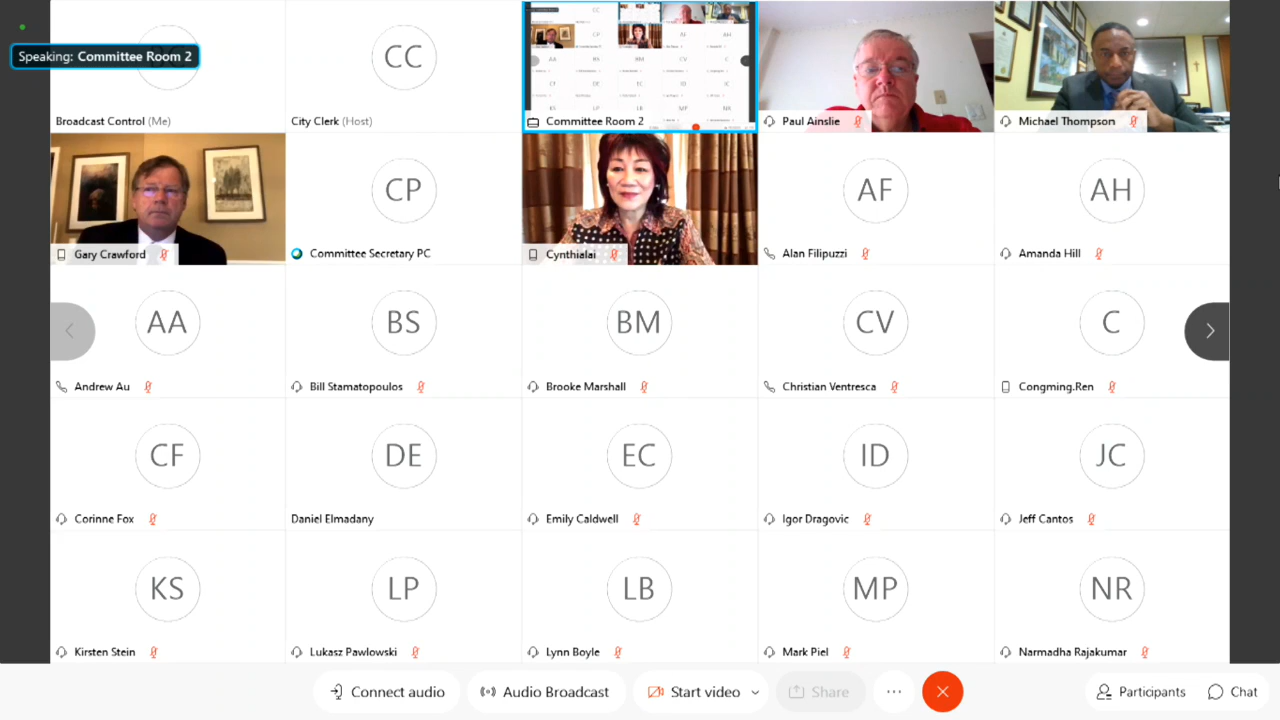 Speaking: Committee Room 2
CC
Broadcast Control (Me)
City Clerk (Host)
Committee Room 2
Paul Ainslie
Michael Thompson
CP
AF
AH
Gary Crawford
Committee Secretary PC
Cynthialai
Alan Filipuzzi
Amanda Hill
AA
BS
BM
CV
C
Andrew Au
Bill Stamatopoulos
Brooke Marshall
Christian Ventresca
Congming.Ren
CF
DE
EC
ID
JC
Corinne Fox
Daniel Elmadany
Emily Caldwell
Igor Dragovic
Jeff Cantos
KS
LP
LB
MP
NR
Kirsten Stein
Lukasz Pawlowski
Lynn Boyle
Mark Piel
Narmadha Rajakumar
Connect audio
Audio Broadcast
Start video
Share
Participants
Chat